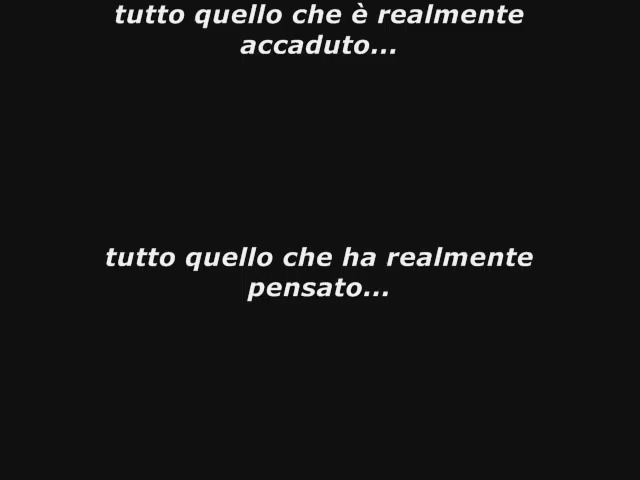 tutto quello che è realmente
accaduto...
tutto quello che ha realmente
pensato...